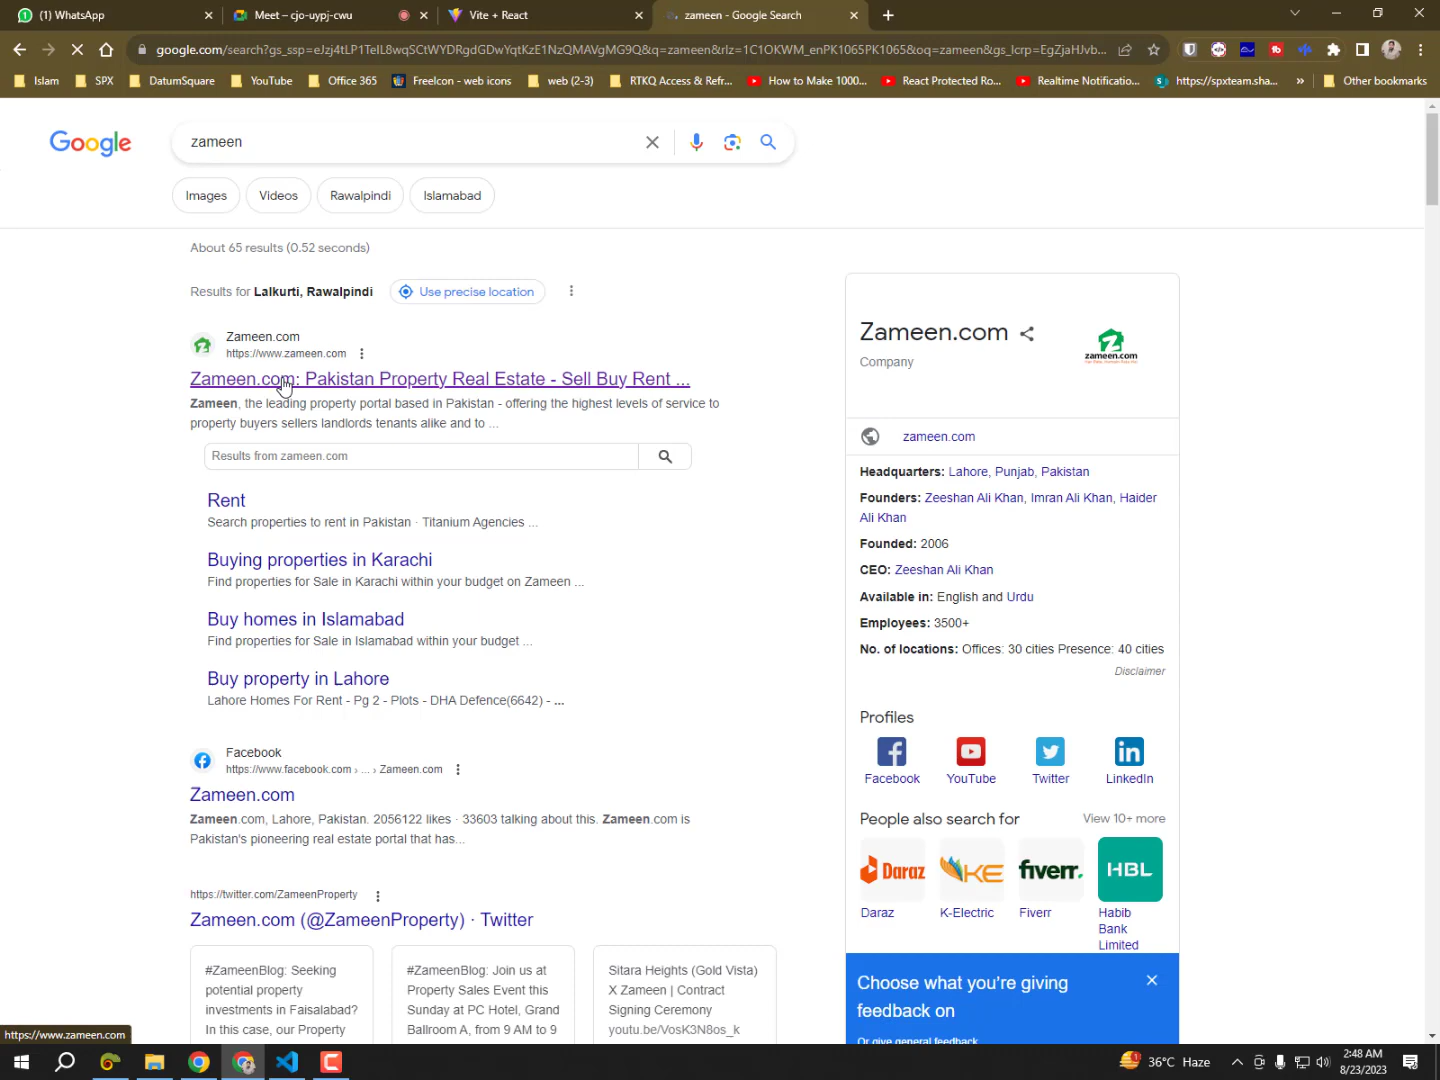 (1) WhatsApp
Meet – cjo-uypj-cwu
Vite + React
zameen - Google Search
google.com/search?gs_ssp=eJzj4tLP1TeIL8wqSCtWYDRgdGDwYqtKzE1NzQMAVgMG9Q&q=zameen&rlz=1C1OKWM_enPK1065PK1065&oq=zameen&gs_lcrp=EgZjaHJvb...
Islam
SPX
DatumSquare
YouTube
Office 365
FreeIcon - web icons
web (2-3)
RTKQ Access & Refr...
How to Make 1000...
React Protected Ro...
Realtime Notificatio...
https://spxteam.sha...
»
Other bookmarks
Google
zameen
Images
Videos
Rawalpindi
Islamabad
About 65 results (0.52 seconds)
Results for Lalkurti, Rawalpindi
Use precise location
Zameen.com
https://www.zameen.com
Zameen.com: Pakistan Property Real Estate - Sell Buy Rent ...
Zameen, the leading property portal based in Pakistan - offering the highest levels of service to
property buyers sellers landlords tenants alike and to ...
Results from zameen.com
Rent
Search properties to rent in Pakistan · Titanium Agencies ...
Buying properties in Karachi
Find properties for Sale in Karachi within your budget on Zameen ...
Buy homes in Islamabad
Find properties for Sale in Islamabad within your budget ...
Buy property in Lahore
Lahore Homes For Rent - Pg 2 - Plots - DHA Defence(6642) - ...
Facebook
https://www.facebook.com › ... › Zameen.com
Zameen.com
Zameen.com, Lahore, Pakistan. 2056122 likes · 33603 talking about this. Zameen.com is
Pakistan's pioneering real estate portal that has...
https://twitter.com/ZameenProperty
Zameen.com (@ZameenProperty) · Twitter
#ZameenBlog: Seeking
potential property
investments in Faisalabad?
In this case, our Property
#ZameenBlog: Join us at
Property Sales Event this
Sunday at PC Hotel, Grand
Ballroom A, from 9 AM to 9
Sitara Heights (Gold Vista)
X Zameen | Contract
Signing Ceremony
youtu.be/VosK3N8os_k
Zameen.com
Company
zameen.com
zameen.com
Headquarters: Lahore, Punjab, Pakistan
Founders: Zeeshan Ali Khan, Imran Ali Khan, Haider
Ali Khan
Founded: 2006
CEO: Zeeshan Ali Khan
Available in: English and Urdu
Employees: 3500+
No. of locations: Offices: 30 cities Presence: 40 cities
Disclaimer
Profiles
Facebook
YouTube
Twitter
LinkedIn
People also search for
View 10+ more
Daraz
KE
fiverr.
HBL
Daraz
K-Electric
Fiverr
Habib
Bank
Limited
Choose what you're giving
feedback on
Or give general feedback
https://www.zameen.com
36°C Haze
2:48 AM
8/23/2023